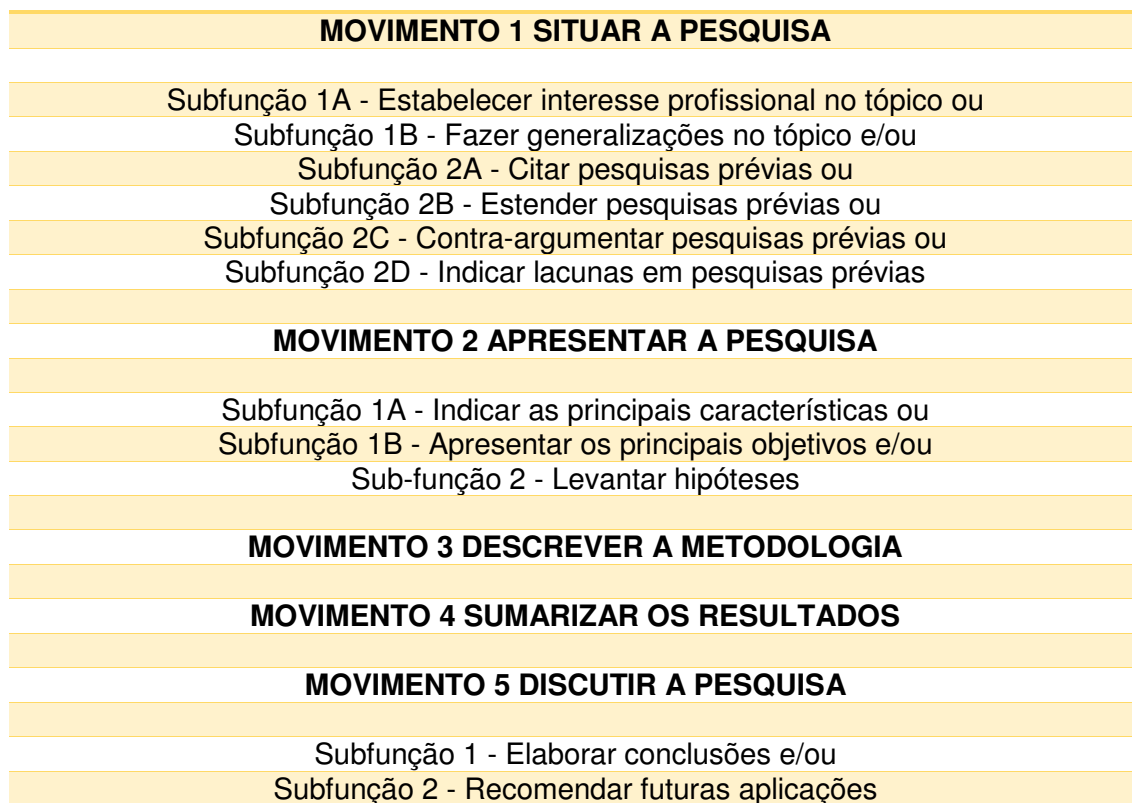 MOVIMENTO 1 SITUAR A PESQUISA
Subfunção 1A - Estabelecer interesse profissional no tópico ou
Subfunção 1B - Fazer generalizações no tópico e/ou
Subfunção 2A - Citar pesquisas prévias ou
Subfunção 2B - Estender pesquisas prévias ou
Subfunção 2C - Contra-argumentar pesquisas prévias ou
Subfunção 2D - Indicar lacunas em pesquisas prévias
MOVIMENTO 2 APRESENTAR A PESQUISA
Subfunção 1A - Indicar as principais características ou
Subfunção 1B - Apresentar os principais objetivos e/ou
Sub-função 2 - Levantar hipóteses
MOVIMENTO 3 DESCREVER A METODOLOGIA
MOVIMENTO 4 SUMARIZAR OS RESULTADOS
MOVIMENTO 5 DISCUTIR A PESQUISA
Subfunção 1 - Elaborar conclusões e/ou
Subfunção 2 - Recomendar futuras aplicações